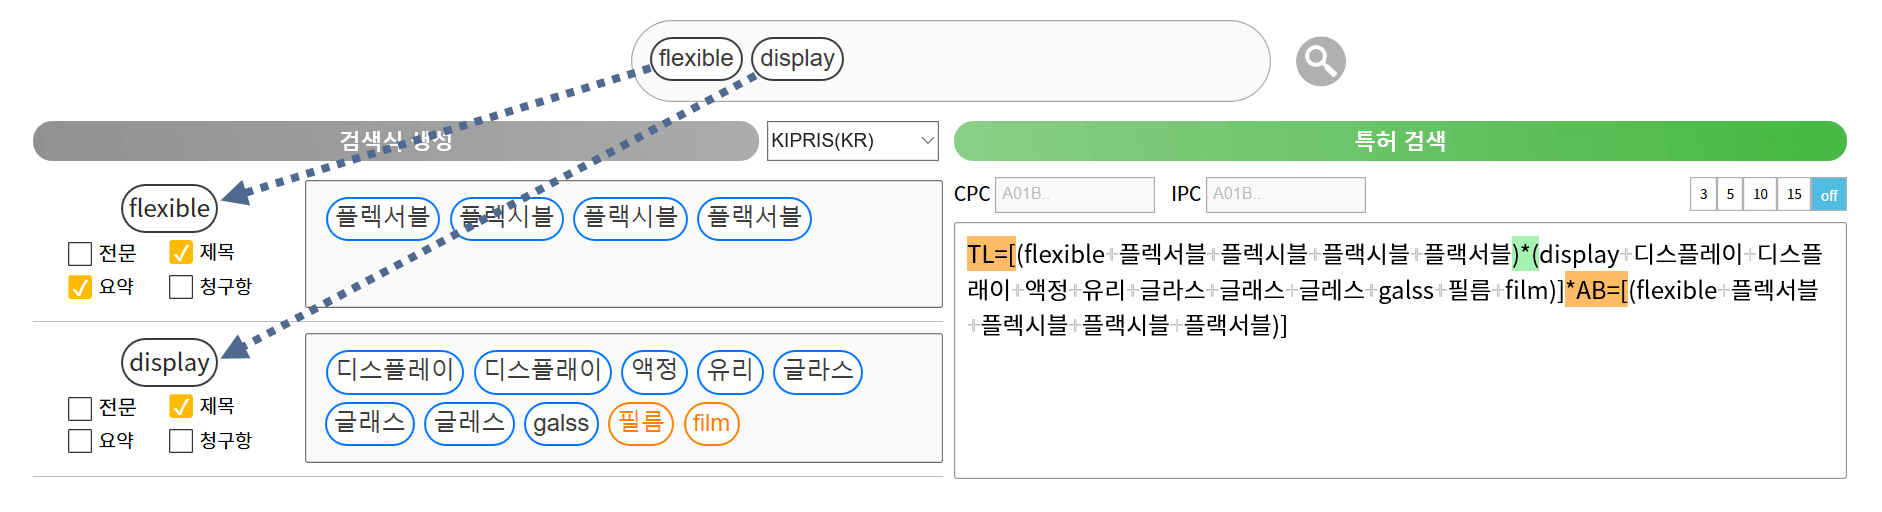 flexible display
검색식 생성 KIPRIS(KR) 특허 검색
flexible
전문 제목
요약 청구항
플렉서블 플렉시블 플랙시블 플랙서블
CPC A01B.. IPC A01B.. 3 5 10 15 off
TL=[(flexible+플렉서블+플렉시블+플랙시블+플랙서블)*(display+디스플레이+디스플
래이+액정+유리+글라스+글래스+글레스+galss+필름+film)]*AB=[(flexible+플렉서블
+플렉시블+플랙시블+플랙서블)]
display
전문 제목
요약 청구항
디스플레이 디스플래이 액정 유리 글라스
글래스 글레스 galss 필름 film